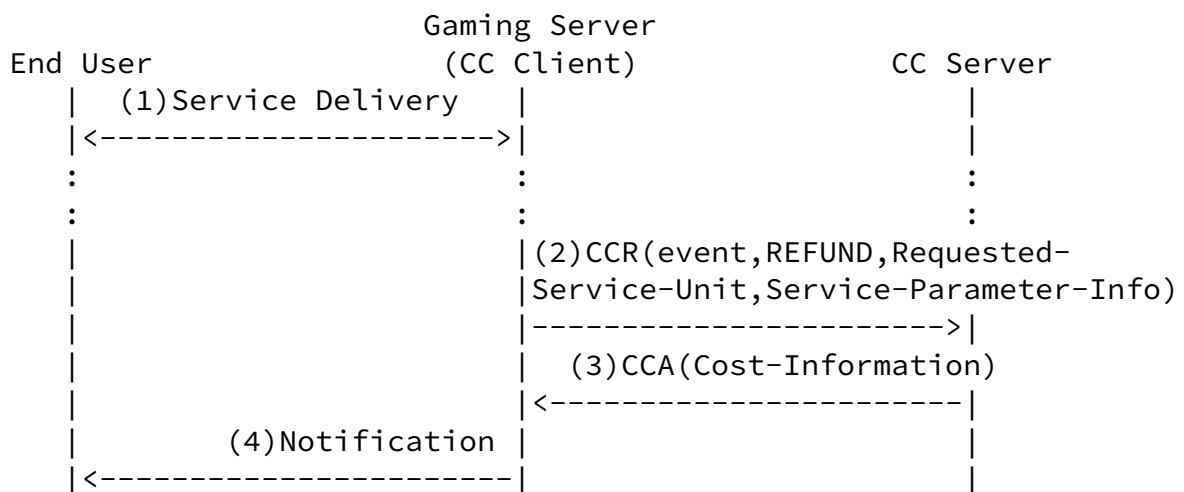 Gaming Server
End User (CC Client) CC Server
(1)Service Delivery
(2)CCR(event,REFUND,Requested-
Service-Unit,Service-Parameter-Info)
(3)CCA(Cost-Information)
(4)Notification